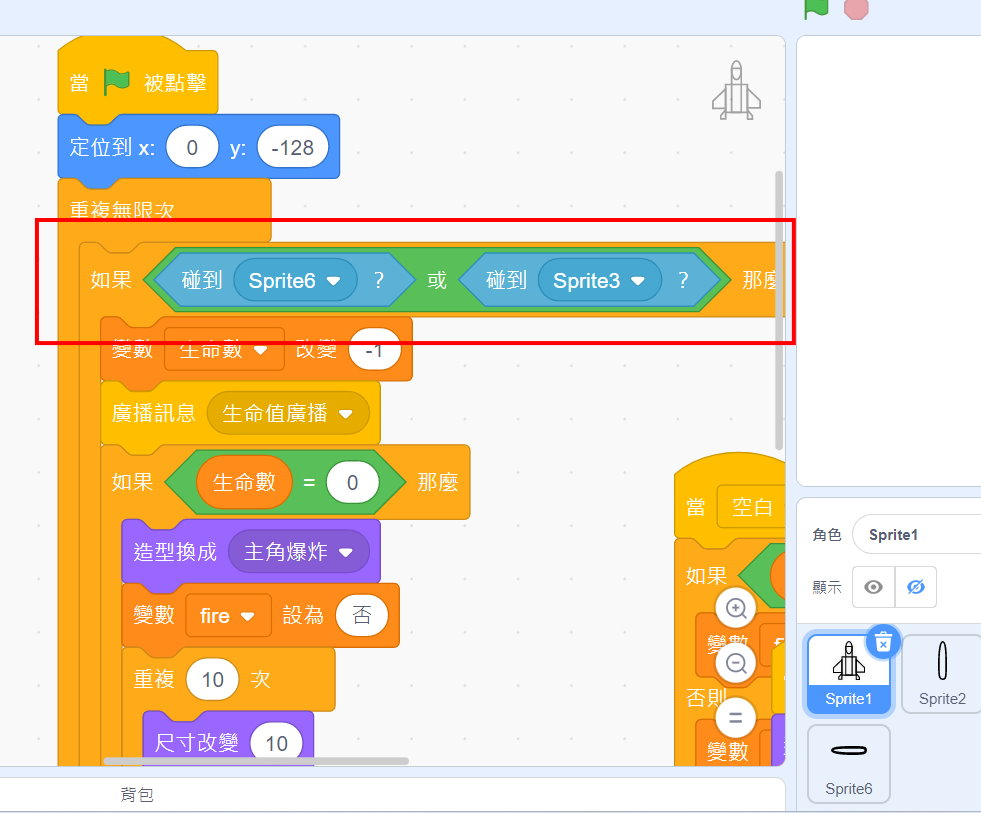 當 被點擊
定位到 x: 0 y: -128
重複無限次
如果 碰到 Sprite6 ? 或 碰到 Sprite3 ? 那麼
變數 生命數 改變 -1
廣播訊息 生命值廣播
如果 生命數 = 0 那麼
造型換成 主角爆炸
變數 fire 設為 否
重複 10 次
尺寸改變 10
當 空白
如果
變數 f
否則
變數
背包
角色 Sprite1
顯示
Sprite1
Sprite2
Sprite6